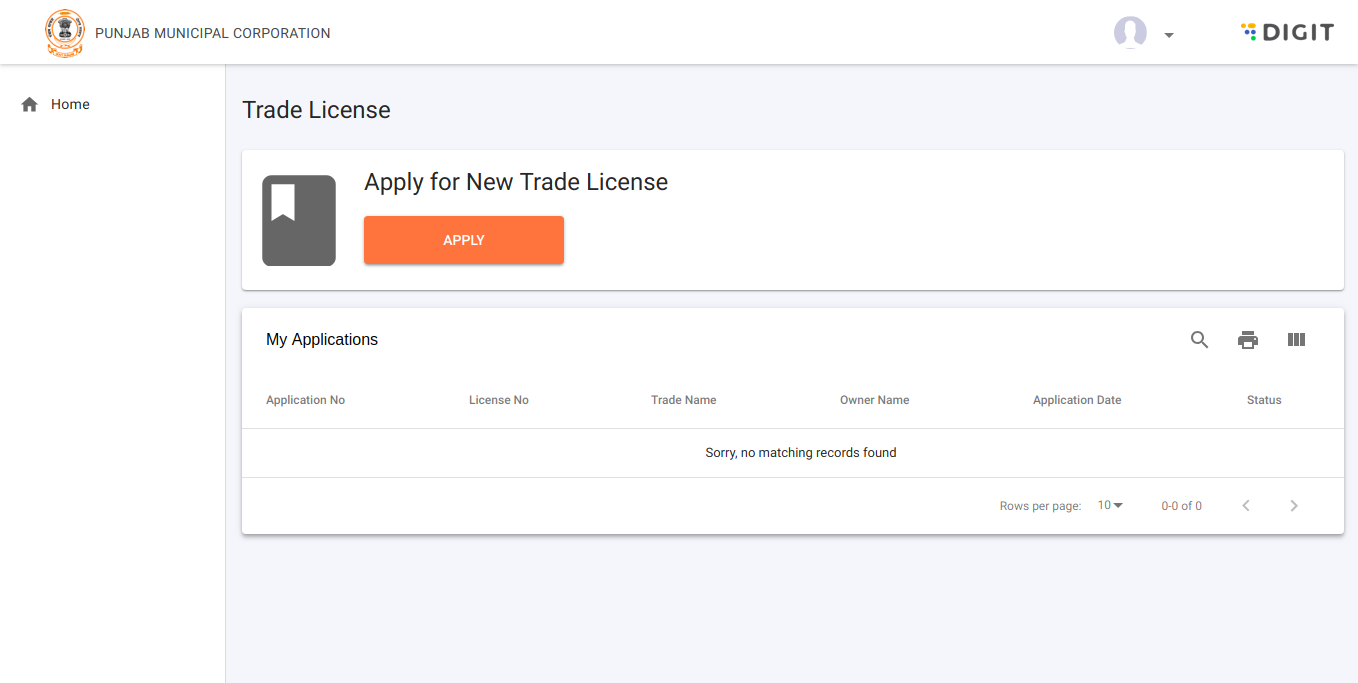 PUNJAB MUNICIPAL CORPORATION
DIGIT
Home
Trade License
Apply for New Trade License
APPLY
My Applications
Application No License No Trade Name Owner Name Application Date Status
Sorry, no matching records found
Rows per page: 10 0-0 of 0